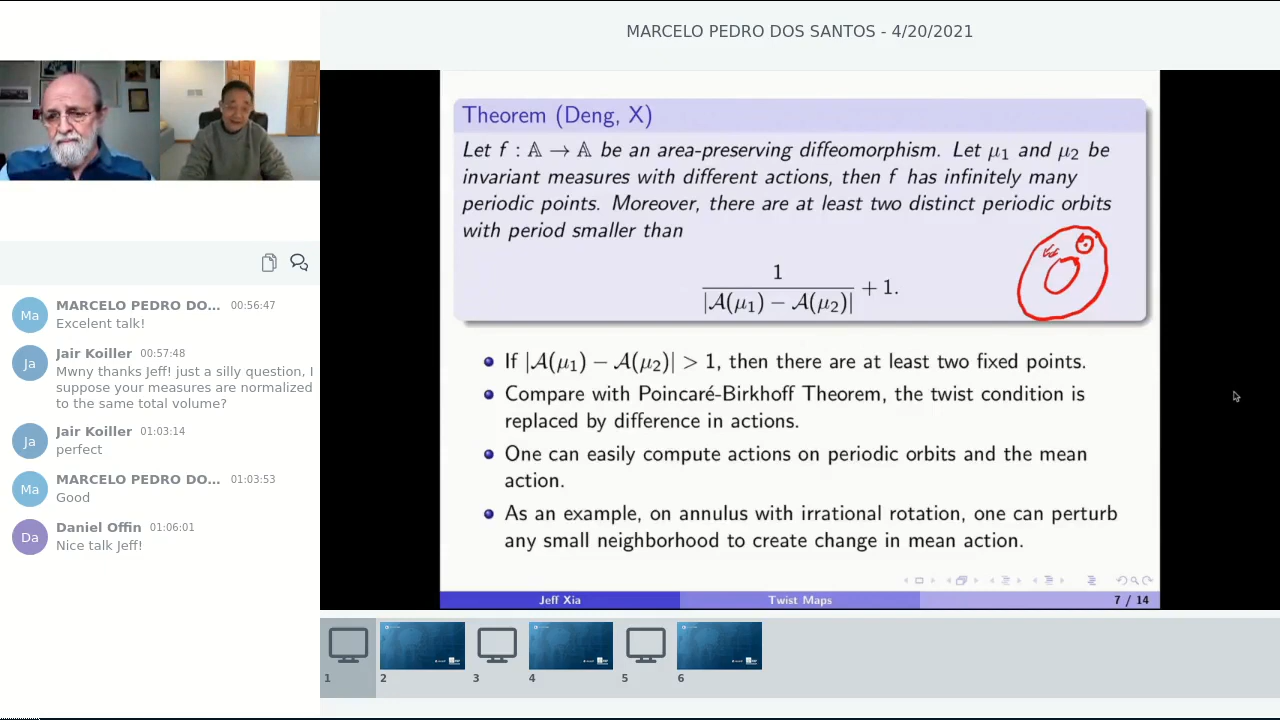 MARCELO PEDRO DOS SANTOS - 4/20/2021
Theorem (Deng, X)
Let f : 𝔸 → 𝔸 be an area-preserving diffeomorphism. Let μ₁ and μ₂ be
invariant measures with different actions, then f has infinitely many
periodic points. Moreover, there are at least two distinct periodic orbits
with period smaller than
1
|𝒜(μ₁) − 𝒜(μ₂)| + 1.
If |𝒜(μ₁) − 𝒜(μ₂)| > 1, then there are at least two fixed points.
Compare with Poincaré-Birkhoff Theorem, the twist condition is
replaced by difference in actions.
One can easily compute actions on periodic orbits and the mean
action.
As an example, on annulus with irrational rotation, one can perturb
any small neighborhood to create change in mean action.
Jeff Xia Twist Maps 7 / 14
Ma MARCELO PEDRO DO... 00:56:47
Excelent talk!
Ja Jair Koiller 00:57:48
Mwny thanks Jeff! just a silly question, I
suppose your measures are normalized
to the same total volume?
Ja Jair Koiller 01:03:14
perfect
Ma MARCELO PEDRO DO... 01:03:53
Good
Da Daniel Offin 01:06:01
Nice talk Jeff!
1 2 3 4 5 6